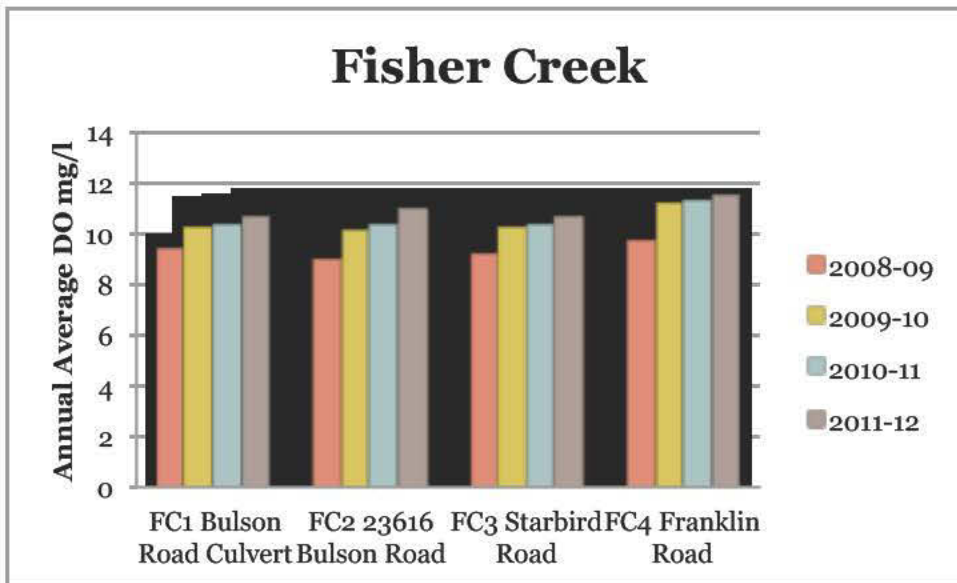 Fisher Creek
Annual Average DO mg/l
14
12
10
8
6
4
2
0
FC1 Bulson
Road Culvert
FC2 23616
Bulson Road
FC3 Starbird
Road
FC4 Franklin
Road
2008-09
2009-10
2010-11
2011-12